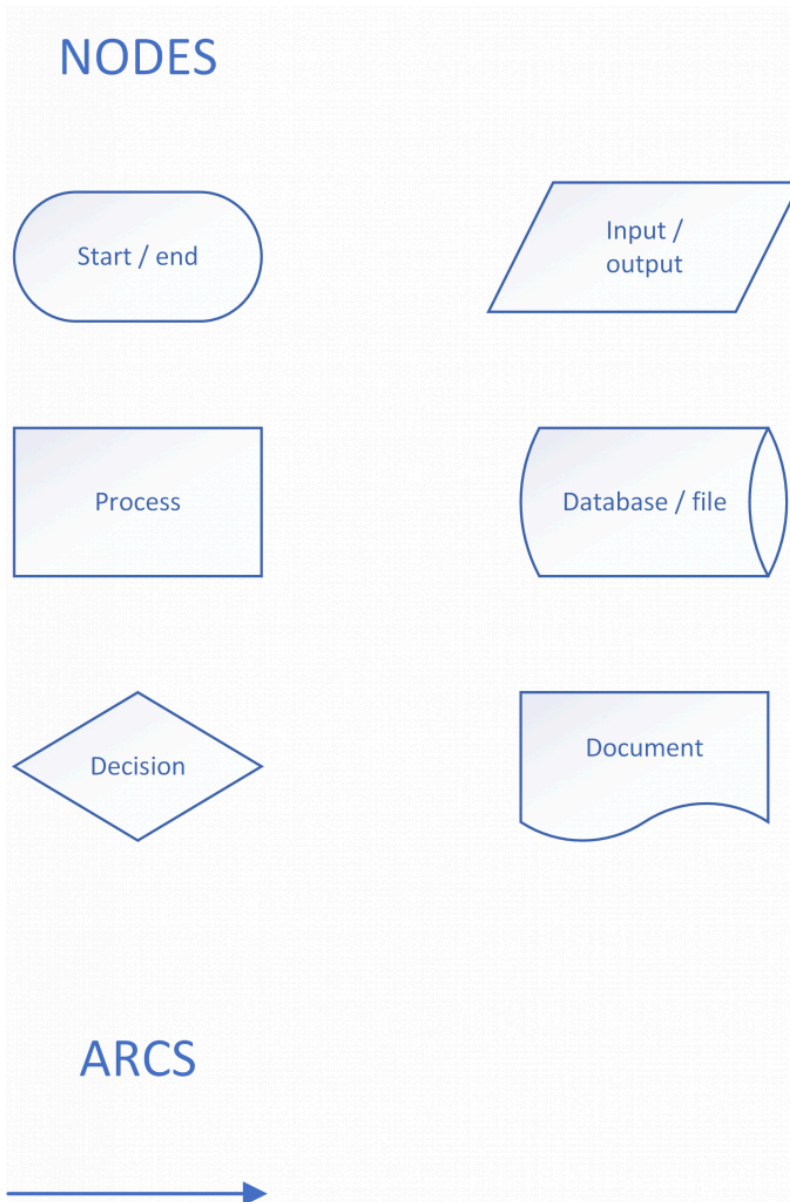 NODES
Start / end
Input /
output
Process
Database / file
Decision
Document
ARCS